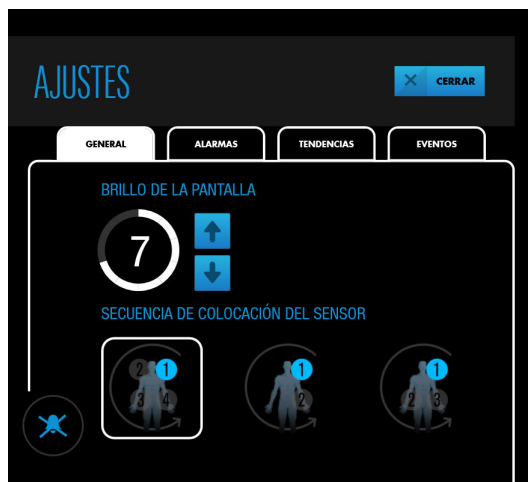 AJUSTES
CERRAR
GENERAL ALARMAS TENDENCIAS EVENTOS
BRILLO DE LA PANTALLA
7
SECUENCIA DE COLOCACIÓN DEL SENSOR
2 1 1 1
3 4 2 2 3